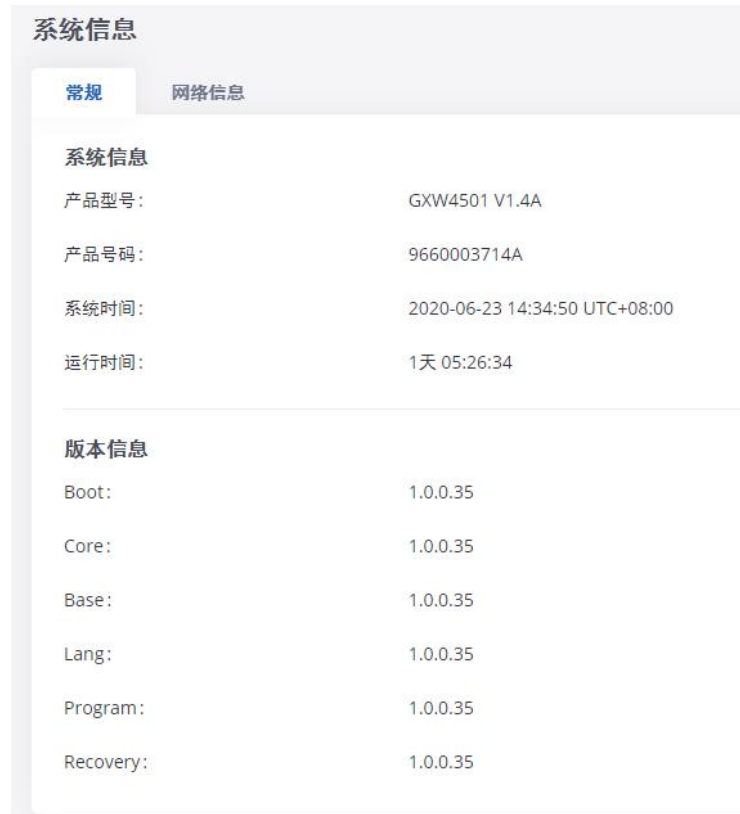 系统信息
常规 网络信息
系统信息
产品型号: GXW4501 V1.4A
产品号码: 9660003714A
系统时间: 2020-06-23 14:34:50 UTC+08:00
运行时间: 1天 05:26:34
版本信息
Boot: 1.0.0.35
Core: 1.0.0.35
Base: 1.0.0.35
Lang: 1.0.0.35
Program: 1.0.0.35
Recovery: 1.0.0.35